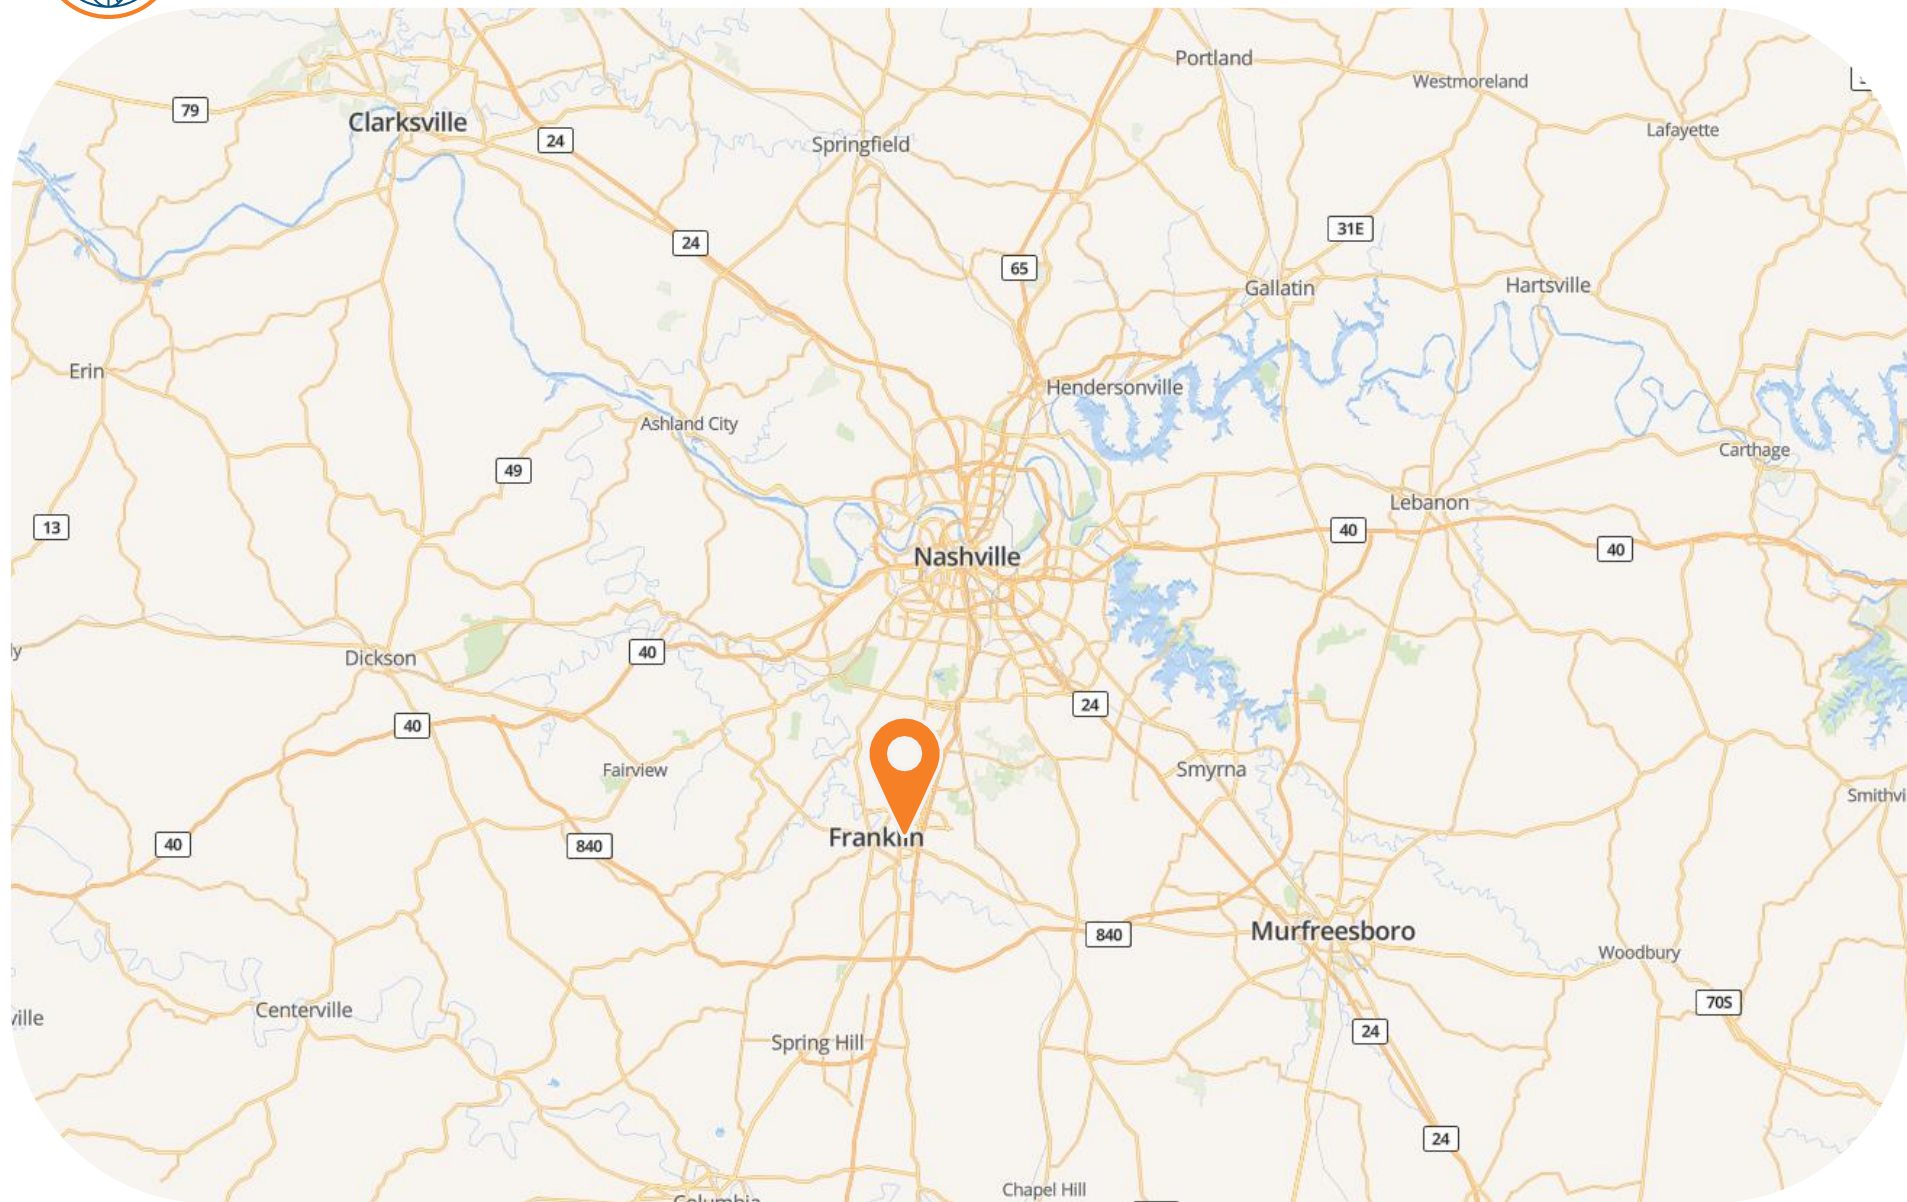 Portland
Westmoreland
79
Clarksville
24
Springfield
Lafayette
24
31E
65
Gallatin
Hartsville
Erin
Hendersonville
Ashland City
Carthage
49
Lebanon
13
40
40
Nashville
Dickson
40
24
40
Fairview
Smyrna
Smithvi
40
840
Franklin
840
Murfreesboro
Woodbury
70S
Centerville
ville
24
Spring Hill
24
Chapel Hill
Columbia